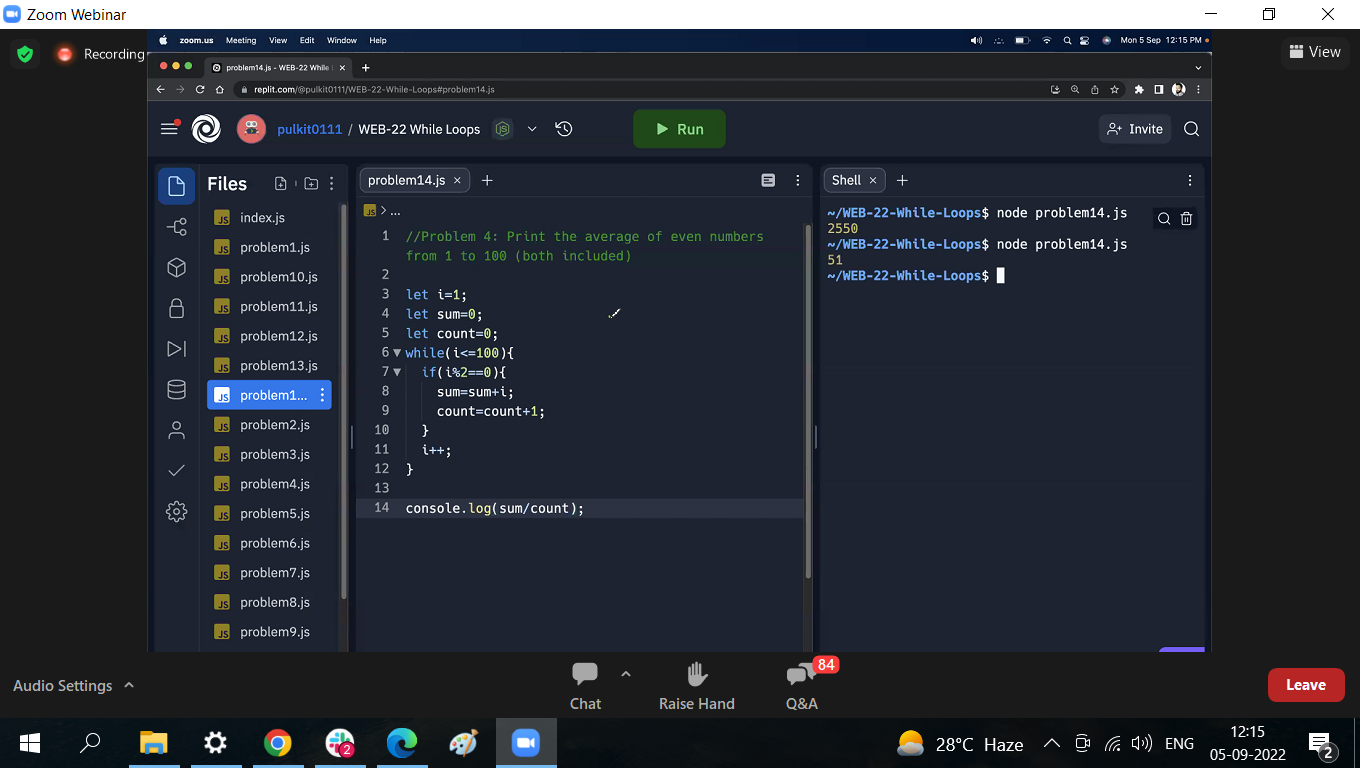 Zoom Webinar
Recording
View
zoom.us Meeting View Edit Window Help
Mon 5 Sep 12:15 PM
problem14.js - WEB-22 While
replit.com/@pulkit0111/WEB-22-While-Loops#problem14.js
pulkit0111 / WEB-22 While Loops
Run
Invite
Files
index.js
problem1.js
problem10.js
problem11.js
problem12.js
problem13.js
problem1...
problem2.js
problem3.js
problem4.js
problem5.js
problem6.js
problem7.js
problem8.js
problem9.js
problem14.js
JS > ...
1 //Problem 4: Print the average of even numbers
from 1 to 100 (both included)
2
3 let i=1;
4 let sum=0;
5 let count=0;
6 while(i<=100){
7 if(i%2==0){
8 sum=sum+i;
9 count=count+1;
10 }
11 i++;
12 }
13
14 console.log(sum/count);
Shell
~/WEB-22-While-Loops$ node problem14.js
2550
~/WEB-22-While-Loops$ node problem14.js
51
~/WEB-22-While-Loops$
Audio Settings
Chat
Raise Hand
84
Q&A
Leave
2
28°C Haze
ENG
12:15
05-09-2022
2